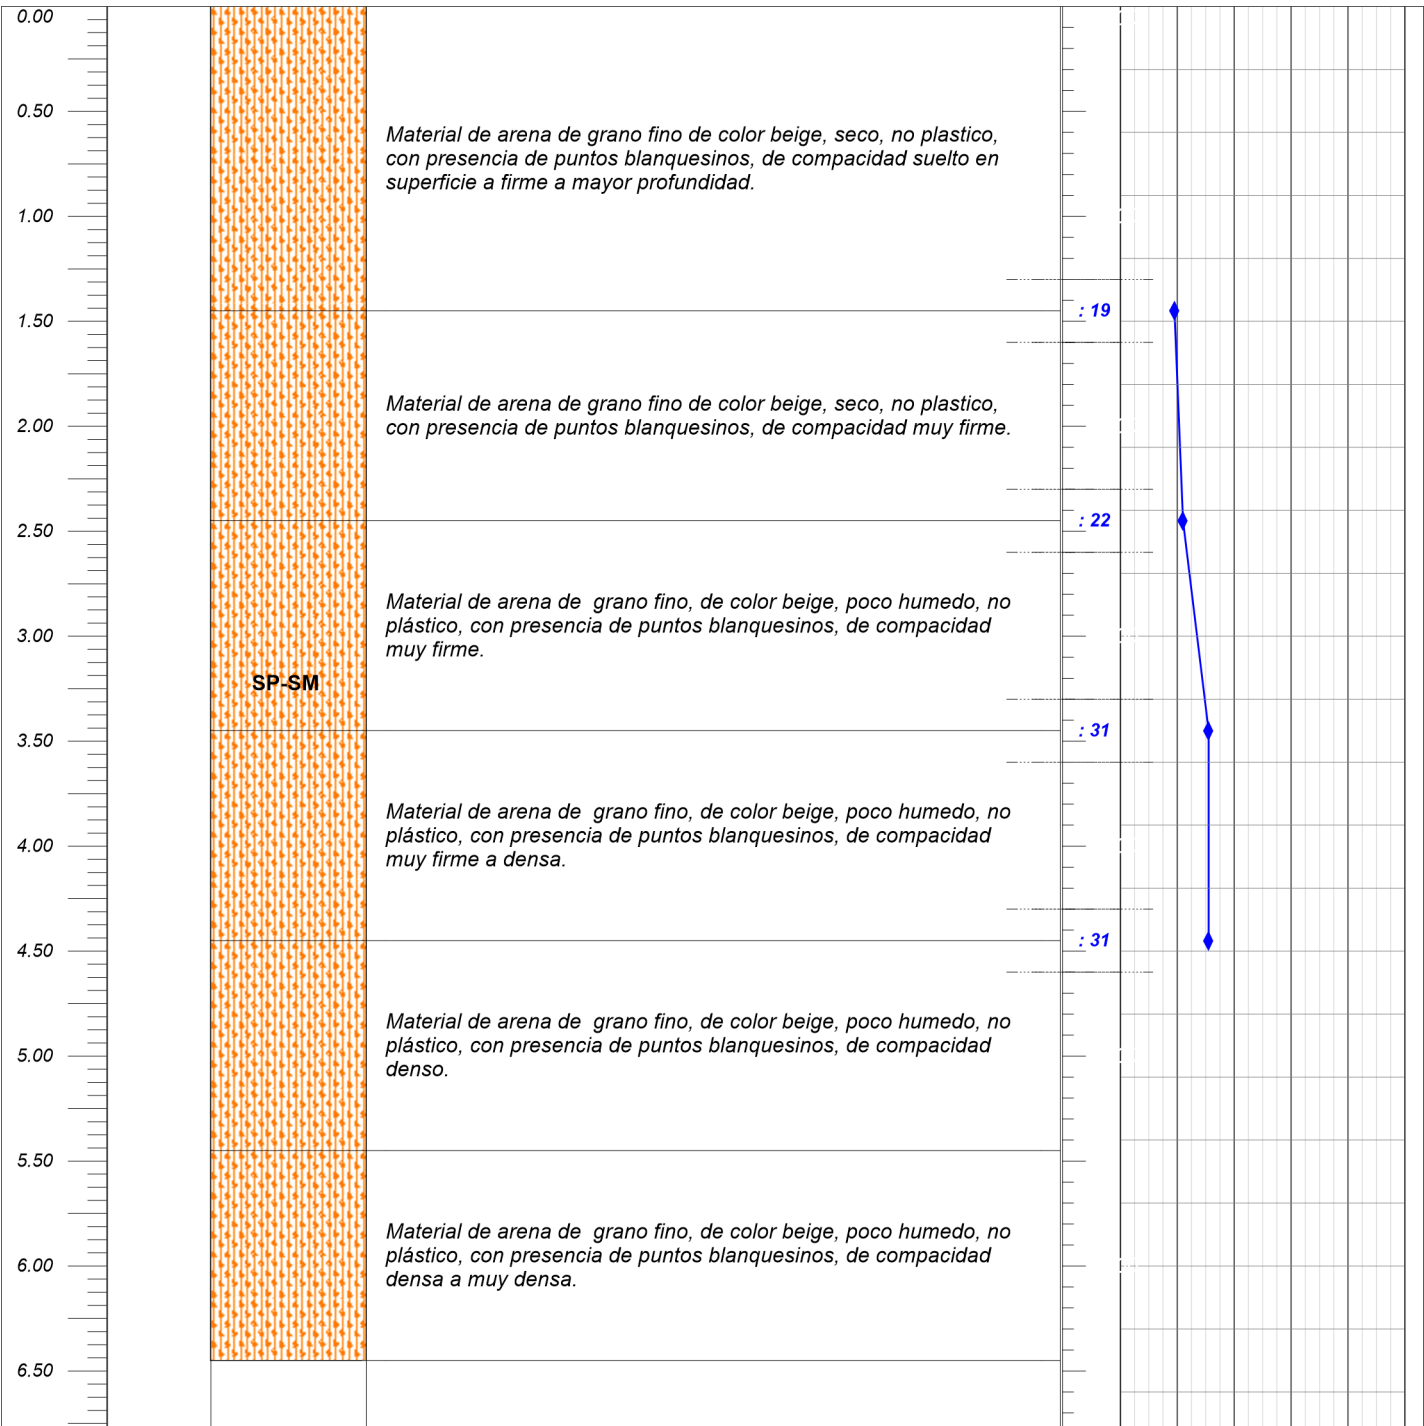 0.00
0.50
Material de arena de grano fino de color beige, seco, no plastico,
con presencia de puntos blanquesinos, de compacidad suelto en
superficie a firme a mayor profundidad.
1.00
: 19
1.50
Material de arena de grano fino de color beige, seco, no plastico,
con presencia de puntos blanquesinos, de compacidad muy firme.
2.00
: 22
2.50
Material de arena de  grano fino, de color beige, poco humedo, no
plástico, con presencia de puntos blanquesinos, de compacidad
muy firme.
3.00
SP-SM
: 31
3.50
Material de arena de  grano fino, de color beige, poco humedo, no
plástico, con presencia de puntos blanquesinos, de compacidad
muy firme a densa.
4.00
: 31
4.50
Material de arena de  grano fino, de color beige, poco humedo, no
plástico, con presencia de puntos blanquesinos, de compacidad
denso.
5.00
5.50
Material de arena de  grano fino, de color beige, poco humedo, no
plástico, con presencia de puntos blanquesinos, de compacidad
densa a muy densa.
6.00
6.50